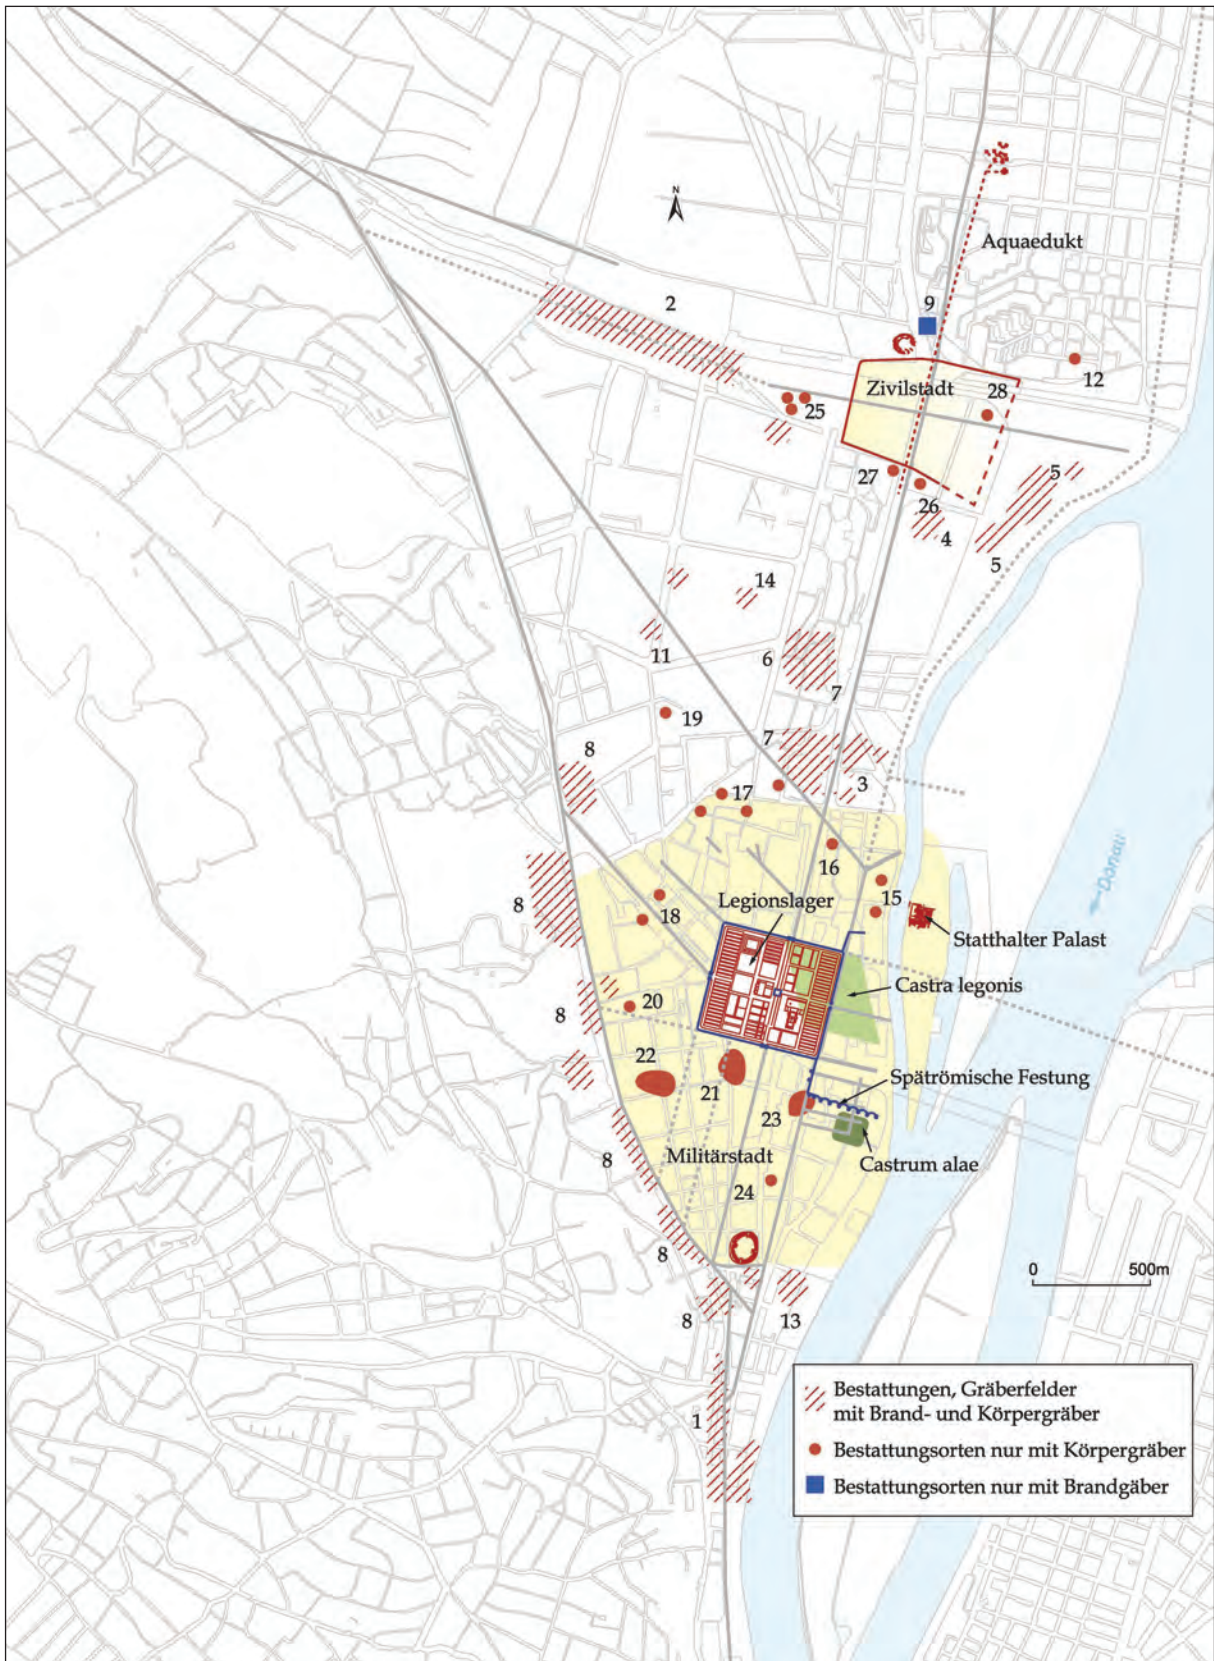 N
Aquaedukt
2
9
12
Zivilstadt
28
25
27
26
5
4
5
14
11
6
7
19
7
8
3
17
16
Legionslager
15
8
18
Statthalter Palast
Donau
Castra legonis
20
8
22
21
Spätrömische Festung
23
Militärstadt
Castrum alae
8
24
8
0 500m
8
13
Bestattungen, Gräberfelder
mit Brand- und Körpergräber
1
Bestattungsorten nur mit Körpergräber
Bestattungsorten nur mit Brandgäber